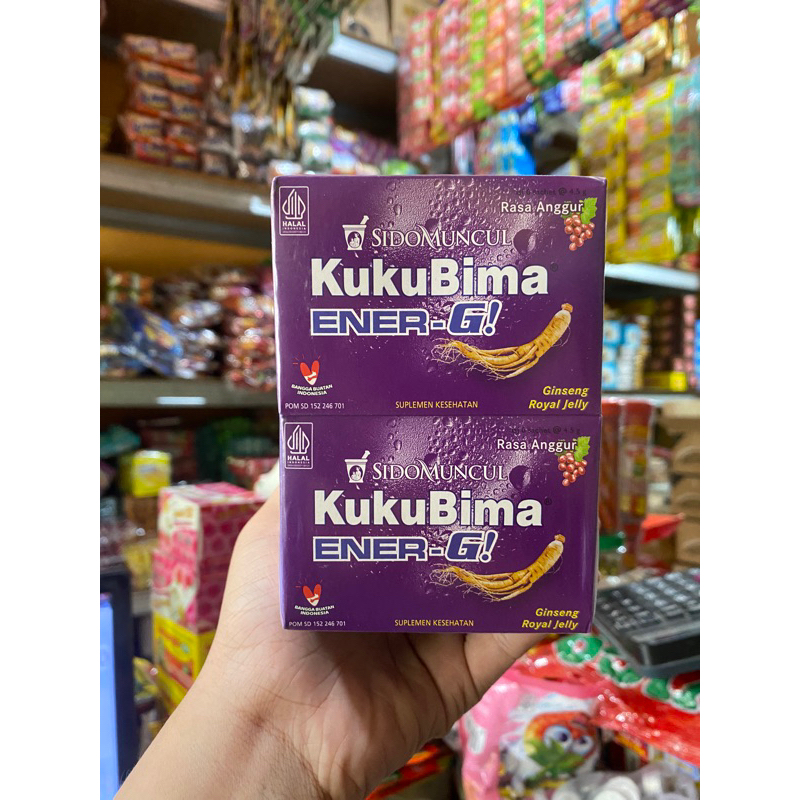 Rasa Anggur
HALAL
INDONESIA
SIDOMUNCUL
KukuBima
ENER-G!
BANGGA BUATAN
INDONESIA
Ginseng
Royal Jelly
POM SD 152 246 701
SUPLEMEN KESEHATAN
Rasa Anggur
HALAL
INDONESIA
SIDOMUNCUL
KukuBima
ENER-G!
BANGGA BUATAN
INDONESIA
Ginseng
Royal Jelly
POM SD 152 246 701
SUPLEMEN KESEHATAN